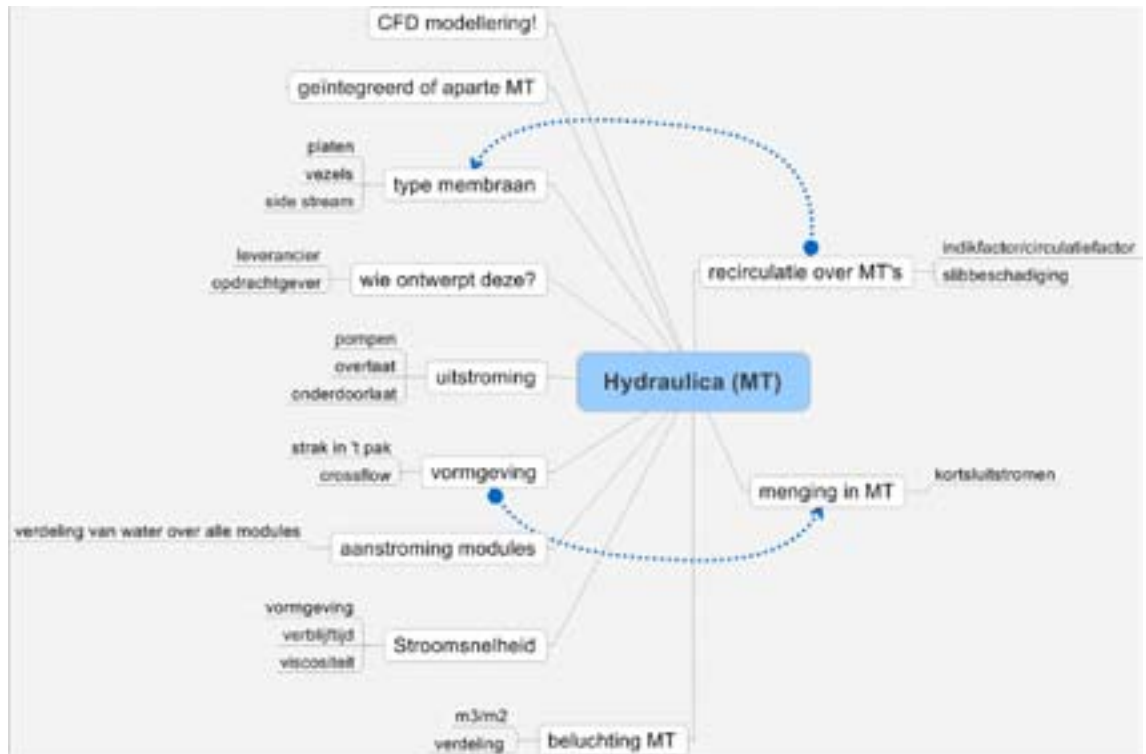 CFD modellering!
geïntegreerd of aparte MT
platen
vezels
side stream
type membraan
leverancier
opdrachtgever
wie ontwerpt deze?
pompen
overlaat
onderdoorlaat
uitstroming
strak in 't pak
crossflow
vormgeving
verdeling van water over alle modules
aanstroming modules
vormgeving
verblijftijd
viscositeit
Stroomsnelheid
m3/m2
verdeling
beluchting MT
Hydraulica (MT)
recirculatie over MT's
indikfactor/circulatiefactor
slibbeschadiging
menging in MT
kortsluitstromen